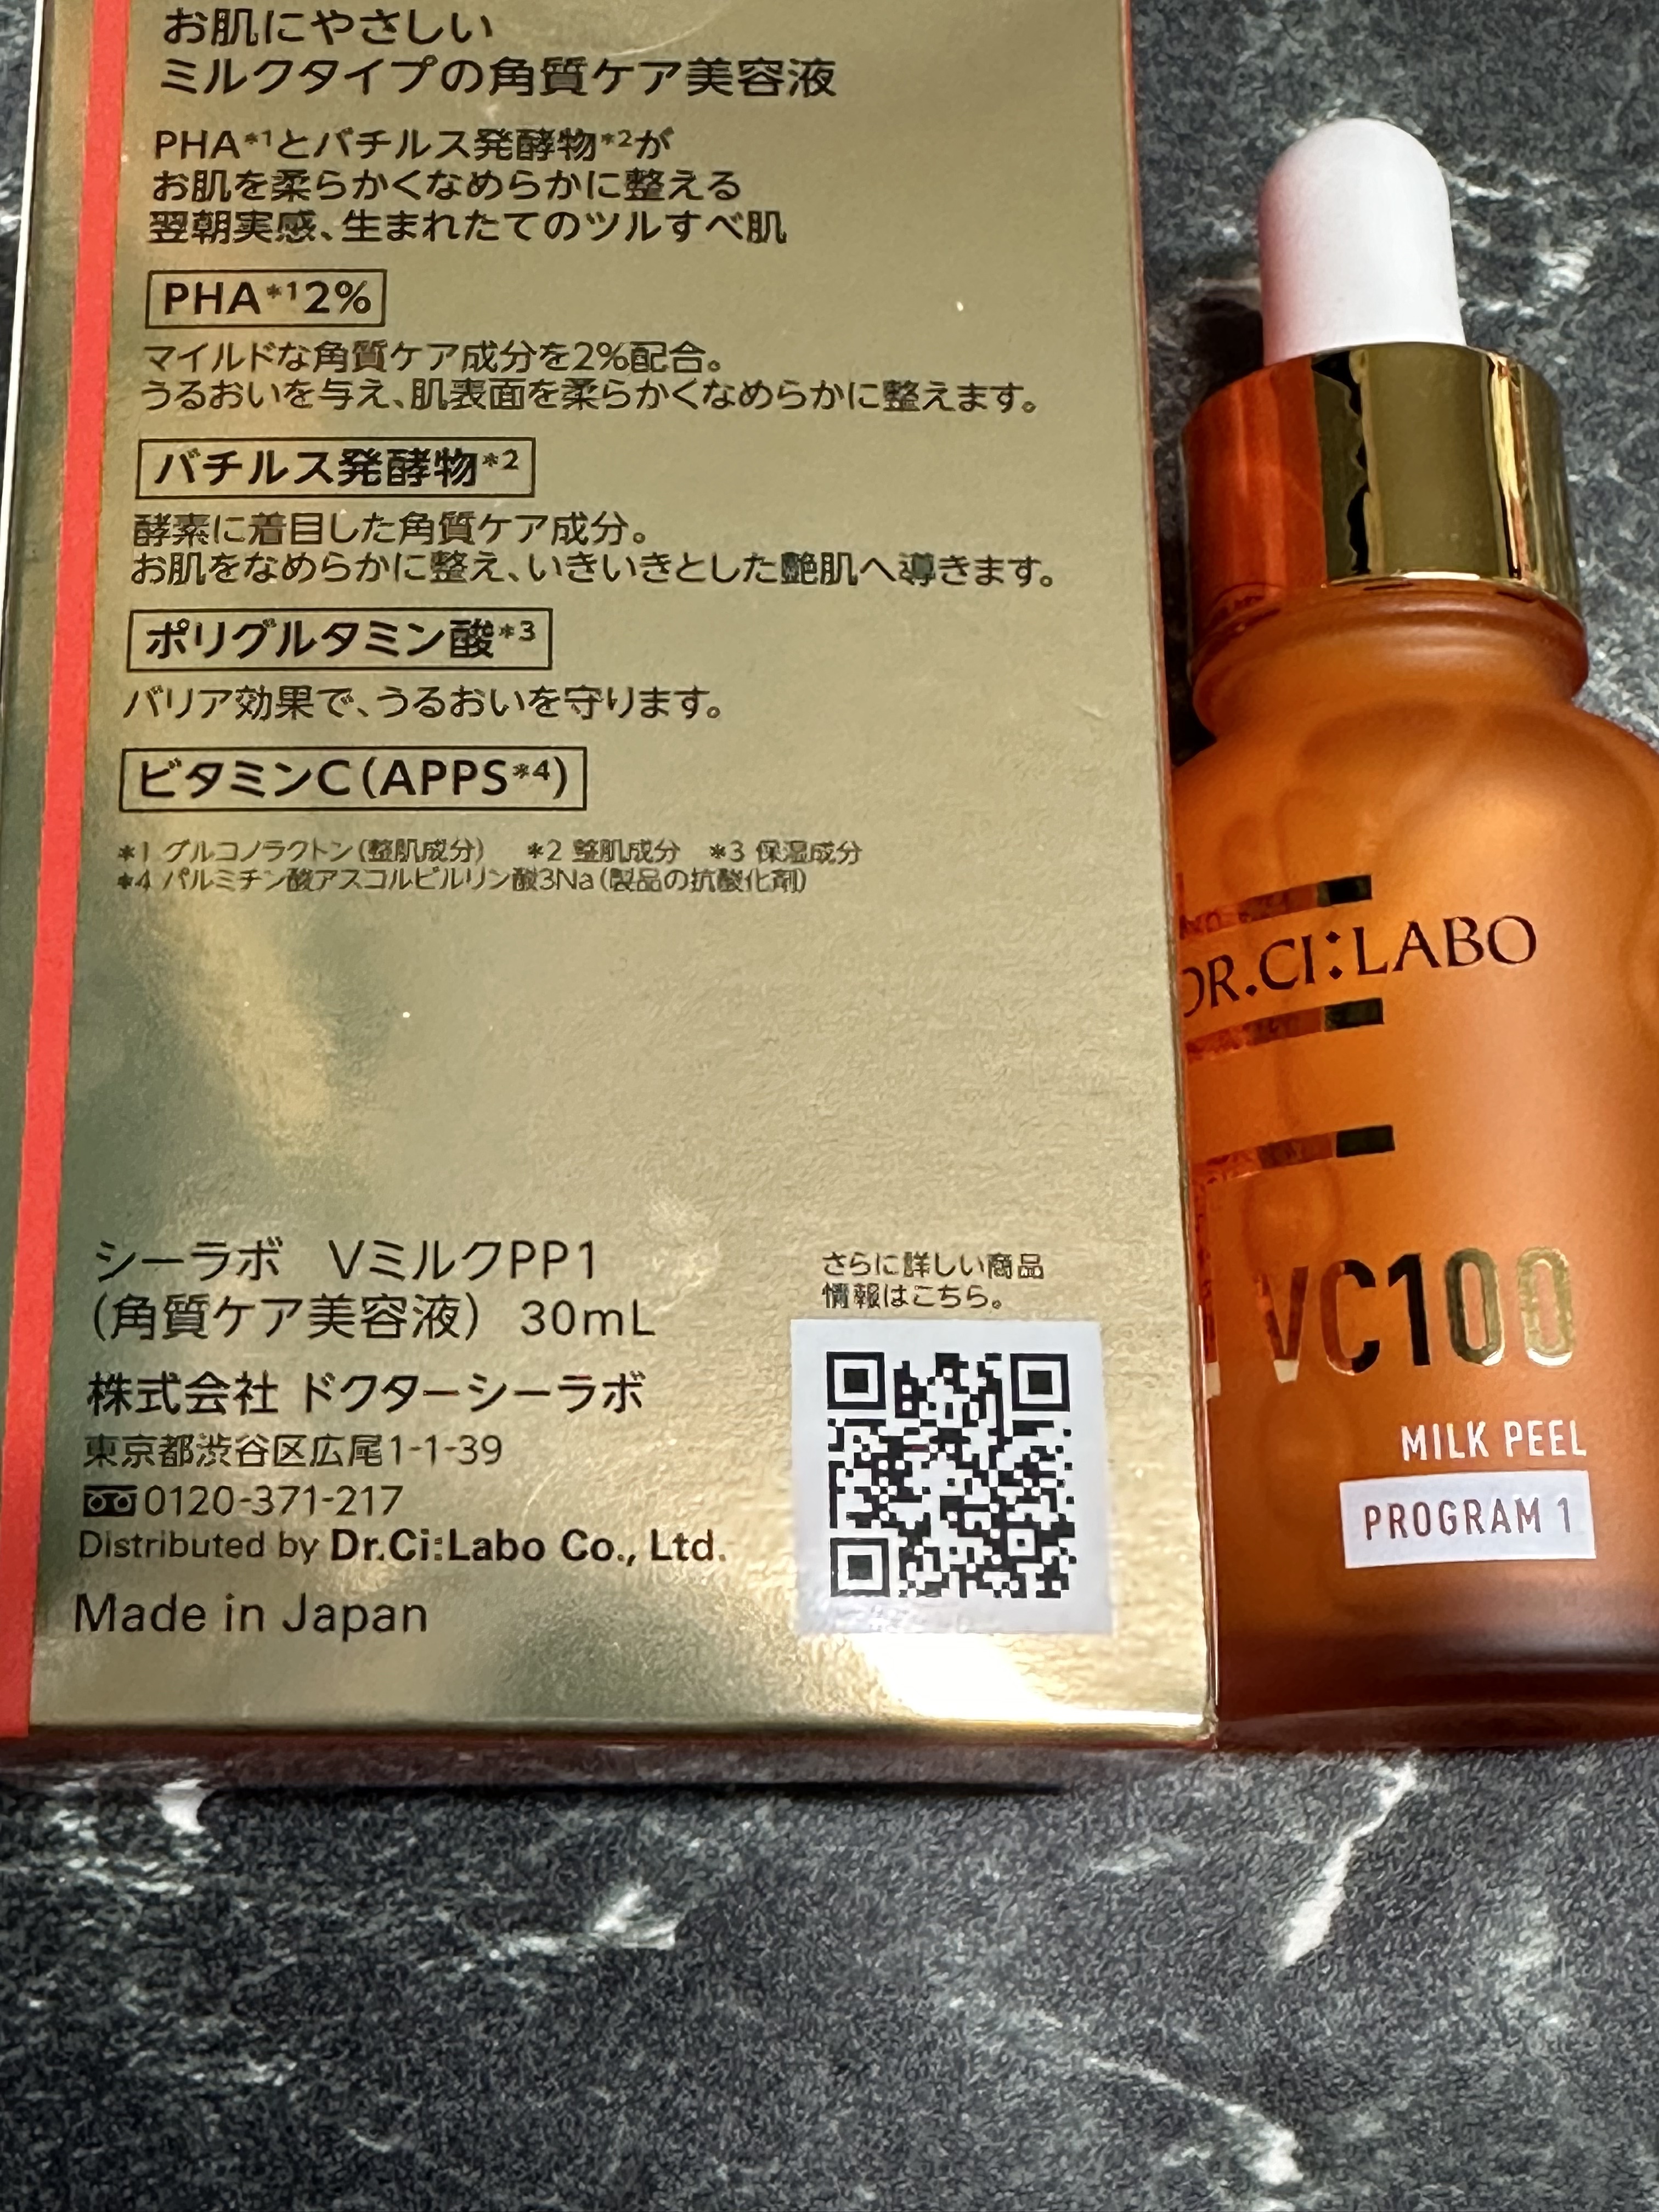 お肌にやさしい
ミルクタイプの角質ケア美容液
PHA*1とバチルス発酵物*2が
お肌を柔らかくなめらかに整える
翌朝実感、生まれたてのツルすべ肌
PHA*12%
マイルドな角質ケア成分を2%配合。
うるおいを与え、肌表面を柔らかくなめらかに整えます。
バチルス発酵物*2
酵素に着目した角質ケア成分。
お肌をなめらかに整え、いきいきとした艶肌へ導きます。
ポリグルタミン酸*3
バリア効果で、うるおいを守ります。
ビタミンC(APPS*4)
*1 グルコノラクトン(整肌成分) *2 整肌成分 *3 保湿成分
*4 パルミチン酸アスコルビルリン酸3Na(製品の抗酸化剤)
シーラボ VミルクPP1
(角質ケア美容液) 30mL
株式会社 ドクターシーラボ
東京都渋谷区広尾1-1-39
0120-371-217
Distributed by Dr.Ci:Labo Co., Ltd.
Made in Japan
さらに詳しい商品
情報はこちら。
DR.CI:LABO
VC100
MILK PEEL
PROGRAM 1